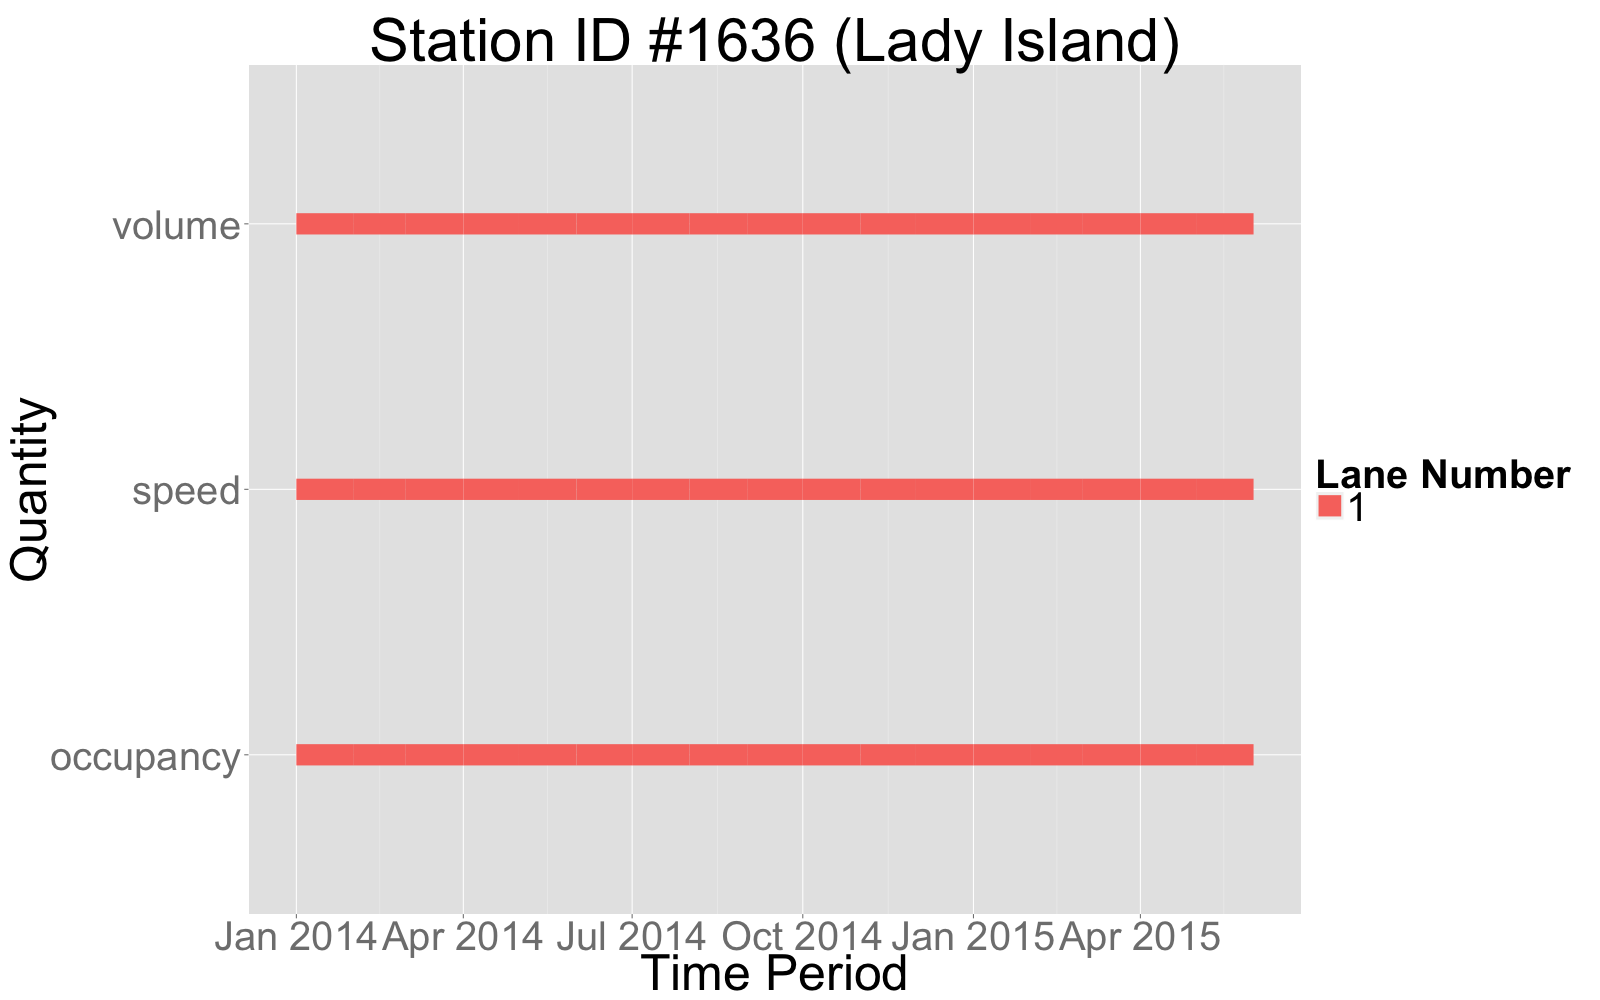 Station ID #1636 (Lady Island)
Quantity
volume
speed
occupancy
Jan 2014 Apr 2014 Jul 2014 Oct 2014 Jan 2015 Apr 2015
Time Period
Lane Number
1